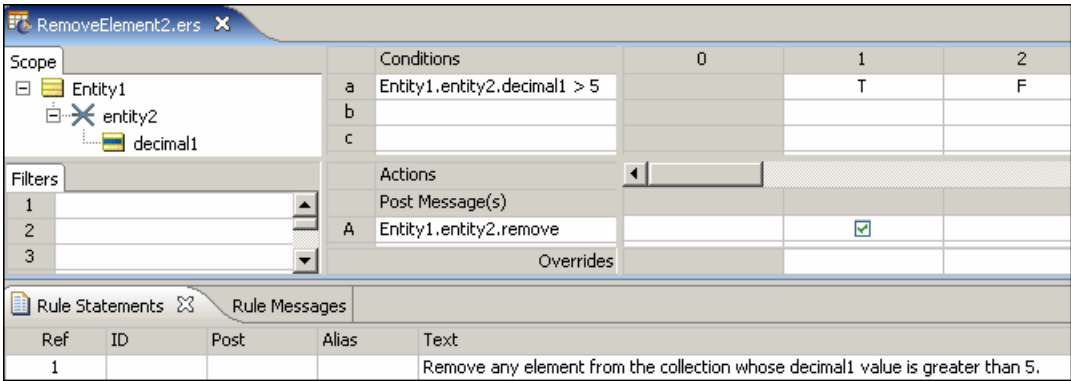 RemoveElement2.ers
Scope
Entity1
entity2
decimal1
Conditions 0 1 2
a Entity1.entity2.decimal1 > 5 T F
b
c
Filters
1
2
3
Actions
Post Message(s)
A Entity1.entity2.remove
Overrides
Rule Statements Rule Messages
Ref ID Post Alias Text
1 Remove any element from the collection whose decimal1 value is greater than 5.